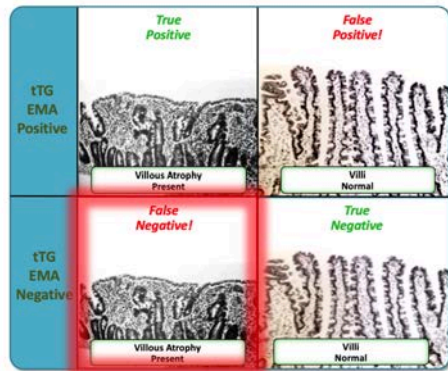 True
Positive
False
Positive!
tTG
EMA
Positive
Villous Atrophy
Present
Villi
Normal
False
Negative!
True
Negative
tTG
EMA
Negative
Villous Atrophy
Present
Villi
Normal